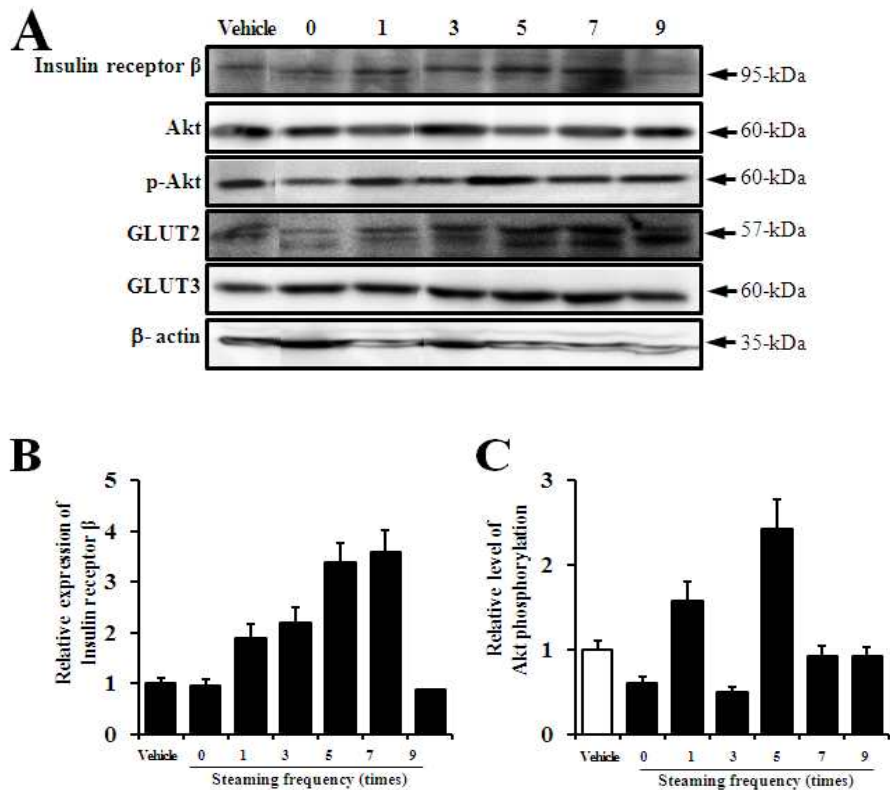 A
Vehicle 0 1 3 5 7 9
Insulin receptor β 95-kDa
Akt 60-kDa
p-Akt 60-kDa
GLUT2 57-kDa
GLUT3 60-kDa
β- actin 35-kDa
B
Relative expression of
Insulin receptor β
5
4
3
2
1
0
Vehicle 0 1 3 5 7 9
Steaming frequency (times)
C
Relative level of
Akt phosphorylation
3
2
1
0
Vehicle 0 1 3 5 7 9
Steaming frequency (times)